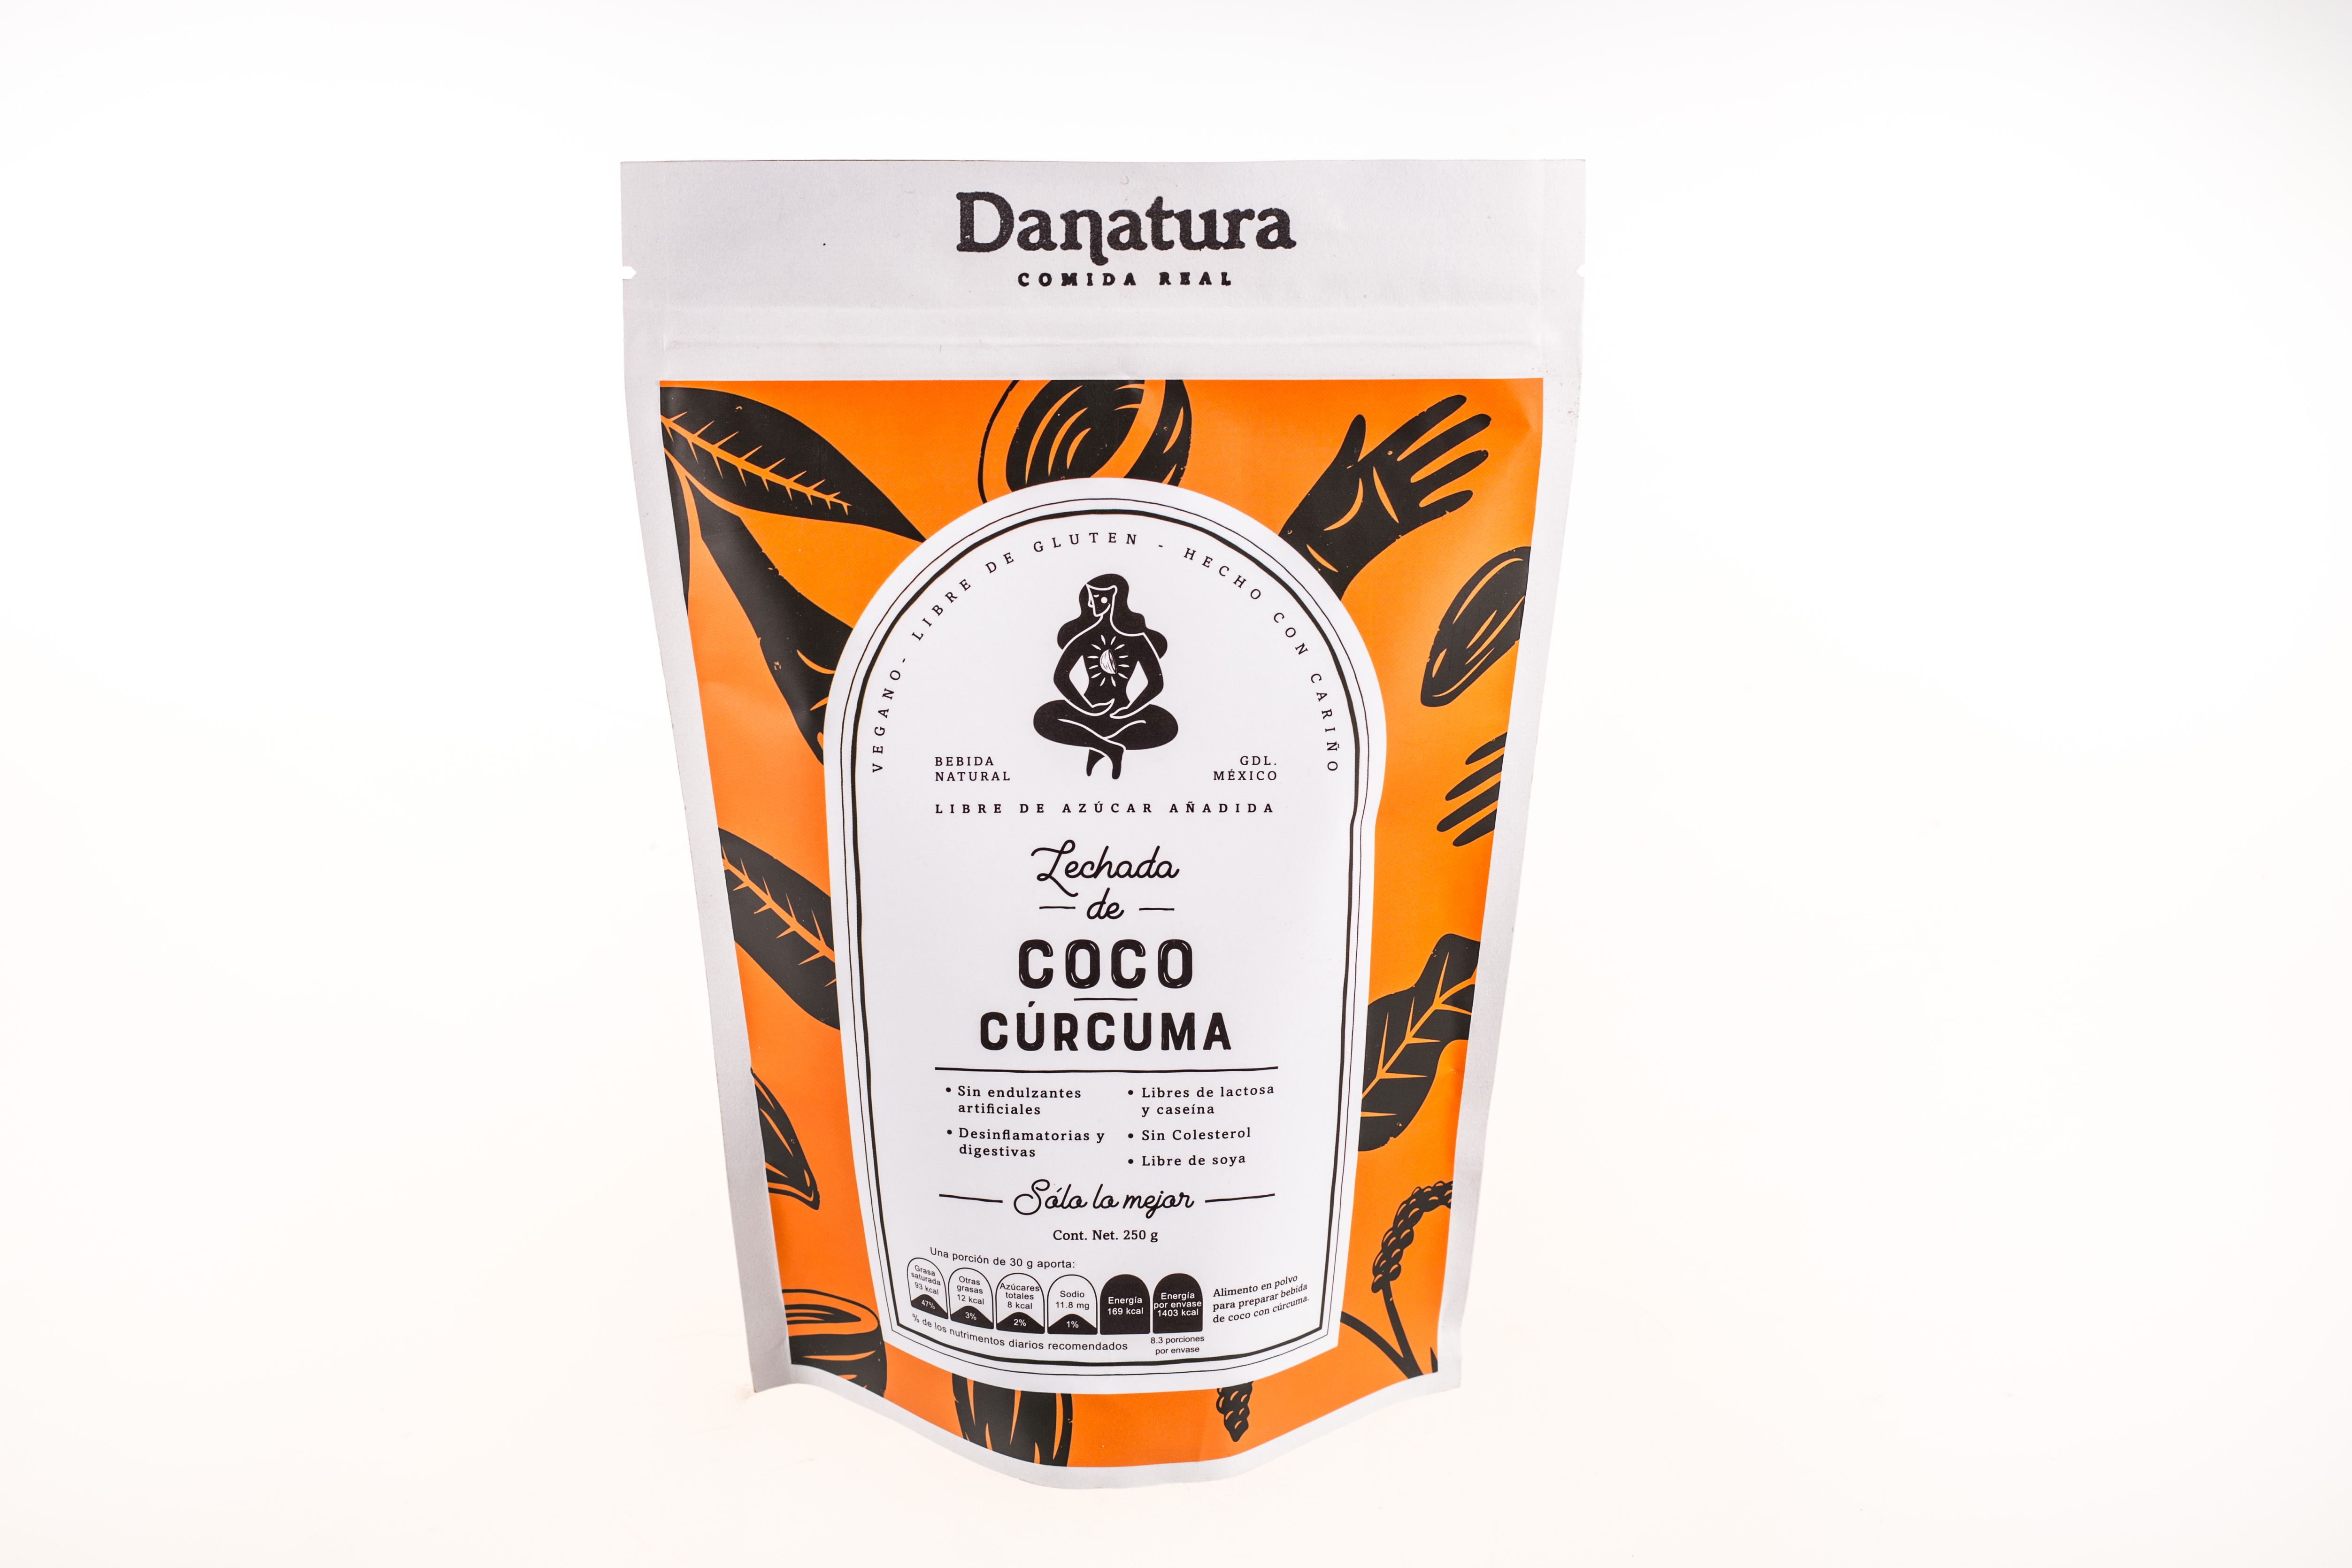 Danatura
COMIDA REAL
VEGANO - LIBRE DE GLUTEN - HECHO CON CARIÑO
BEBIDA
NATURAL
GDL.
MÉXICO
LIBRE DE AZÚCAR AÑADIDA
Lechada
de
COCO
CÚRCUMA
• Sin endulzantes
artificiales
• Desinflamatorias y
digestivas
• Libres de lactosa
y caseína
• Sin Colesterol
• Libre de soya
Sólo lo mejor
Cont. Net. 250 g
Una porción de 30 g aporta:
Grasa
saturada
93 kcal
47%
Otras
grasas
12 kcal
3%
Azúcares
totales
8 kcal
2%
Sodio
11.8 mg
1%
Energía
169 kcal
Energía
por envase
1403 kcal
8.3 porciones
por envase
% de los nutrimentos diarios recomendados
Alimento en polvo
para preparar bebida
de coco con cúrcuma.